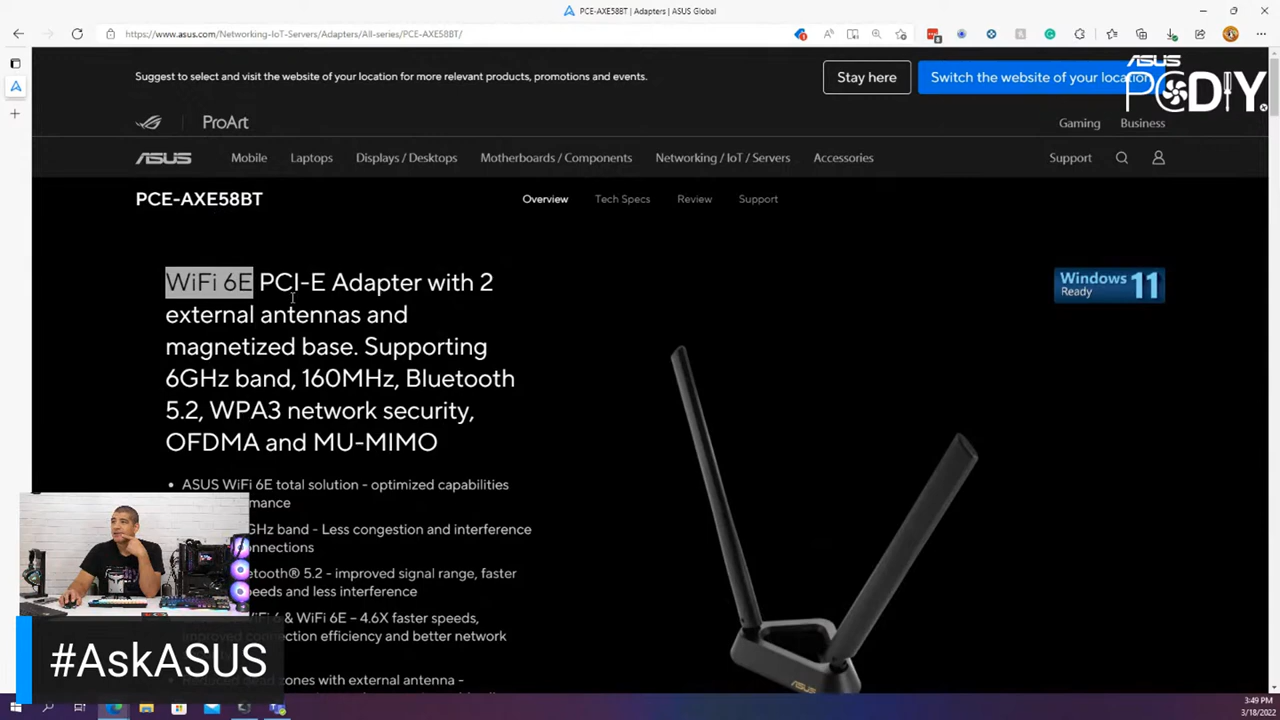 PCE-AXE58BT | Adapters | ASUS Global
https://www.asus.com/Networking-IoT-Servers/Adapters/All-series/PCE-AXE58BT/
Suggest to select and visit the website of your location for more relevant products, promotions and events.
Stay here
Switch the website of your location
ASUS
PCDIY
ProArt
Gaming
Business
ASUS
Mobile
Laptops
Displays / Desktops
Motherboards / Components
Networking / IoT / Servers
Accessories
Support
PCE-AXE58BT
Overview
Tech Specs
Review
Support
WiFi 6E PCI-E Adapter with 2
external antennas and
magnetized base. Supporting
6GHz band, 160MHz, Bluetooth
5.2, WPA3 network security,
OFDMA and MU-MIMO
Windows 11
Ready
• ASUS WiFi 6E total solution - optimized capabilities
GHz band - Less congestion and interference
5.2 - improved signal range, faster
speeds and less interference
& WiFi 6E – 4.6X faster speeds,
connection efficiency and better network
zones with external antenna -
ASUS
#AskASUS
3:49 PM
3/18/2022